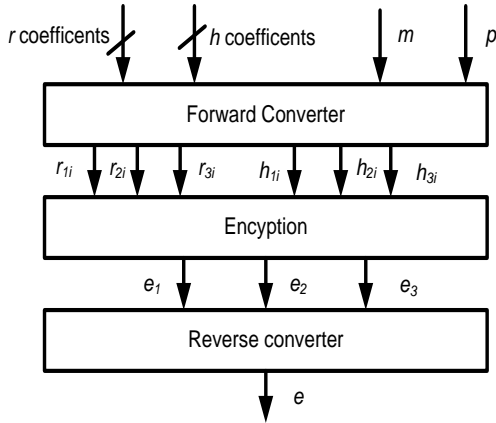 r coefficents
h coefficents
m
p
Forward Converter
r1i
r2i
r3i
h1i
h2i
h3i
Encyption
e1
e2
e3
Reverse converter
e